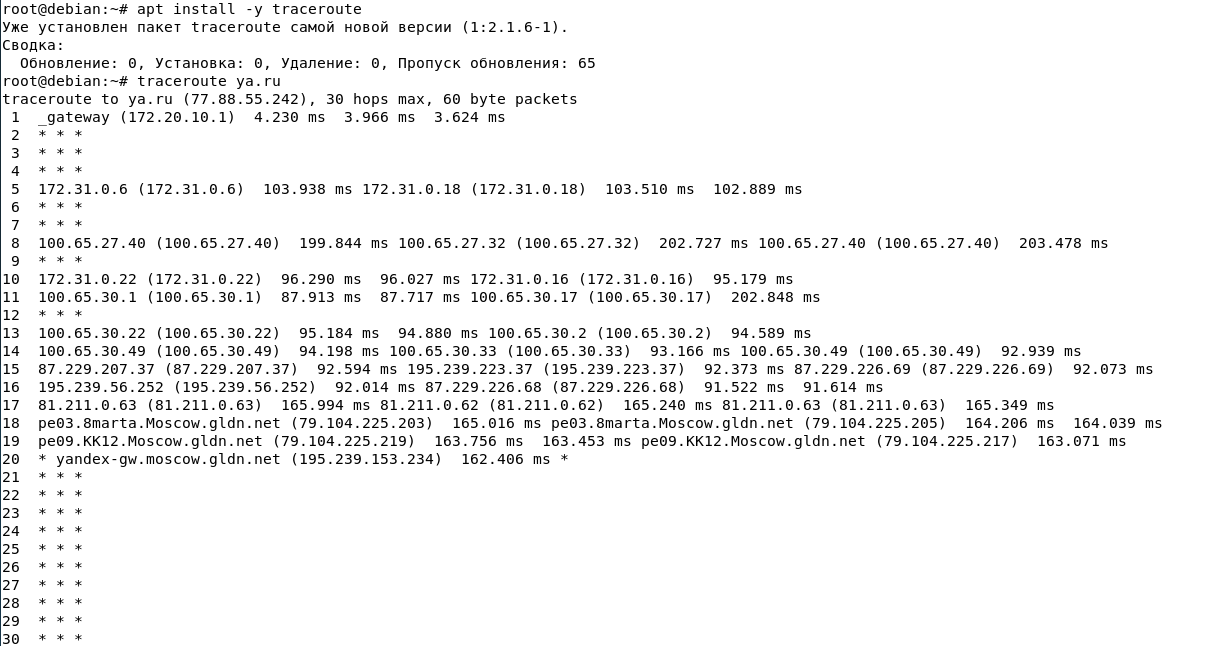 root@debian:~# apt install -y traceroute
Уже установлен пакет traceroute самой новой версии (1:2.1.6-1).
Сводка:
  Обновление: 0, Установка: 0, Удаление: 0, Пропуск обновления: 65
root@debian:~# traceroute ya.ru
traceroute to ya.ru (77.88.55.242), 30 hops max, 60 byte packets
 1  _gateway (172.20.10.1)  4.230 ms  3.966 ms  3.624 ms
 2  * * *
 3  * * *
 4  * * *
 5  172.31.0.6 (172.31.0.6)  103.938 ms 172.31.0.18 (172.31.0.18)  103.510 ms  102.889 ms
 6  * * *
 7  * * *
 8  100.65.27.40 (100.65.27.40)  199.844 ms 100.65.27.32 (100.65.27.32)  202.727 ms 100.65.27.40 (100.65.27.40)  203.478 ms
 9  * * *
10  172.31.0.22 (172.31.0.22)  96.290 ms  96.027 ms 172.31.0.16 (172.31.0.16)  95.179 ms
11  100.65.30.1 (100.65.30.1)  87.913 ms  87.717 ms 100.65.30.17 (100.65.30.17)  202.848 ms
12  * * *
13  100.65.30.22 (100.65.30.22)  95.184 ms  94.880 ms 100.65.30.2 (100.65.30.2)  94.589 ms
14  100.65.30.49 (100.65.30.49)  94.198 ms 100.65.30.33 (100.65.30.33)  93.166 ms 100.65.30.49 (100.65.30.49)  92.939 ms
15  87.229.207.37 (87.229.207.37)  92.594 ms 195.239.223.37 (195.239.223.37)  92.373 ms 87.229.226.69 (87.229.226.69)  92.073 ms
16  195.239.56.252 (195.239.56.252)  92.014 ms 87.229.226.68 (87.229.226.68)  91.522 ms  91.614 ms
17  81.211.0.63 (81.211.0.63)  165.994 ms 81.211.0.62 (81.211.0.62)  165.240 ms 81.211.0.63 (81.211.0.63)  165.349 ms
18  pe03.8marta.Moscow.gldn.net (79.104.225.203)  165.016 ms pe03.8marta.Moscow.gldn.net (79.104.225.205)  164.206 ms  164.039 ms
19  pe09.KK12.Moscow.gldn.net (79.104.225.219)  163.756 ms  163.453 ms pe09.KK12.Moscow.gldn.net (79.104.225.217)  163.071 ms
20  * yandex-gw.moscow.gldn.net (195.239.153.234)  162.406 ms *
21  * * *
22  * * *
23  * * *
24  * * *
25  * * *
26  * * *
27  * * *
28  * * *
29  * * *
30  * * *